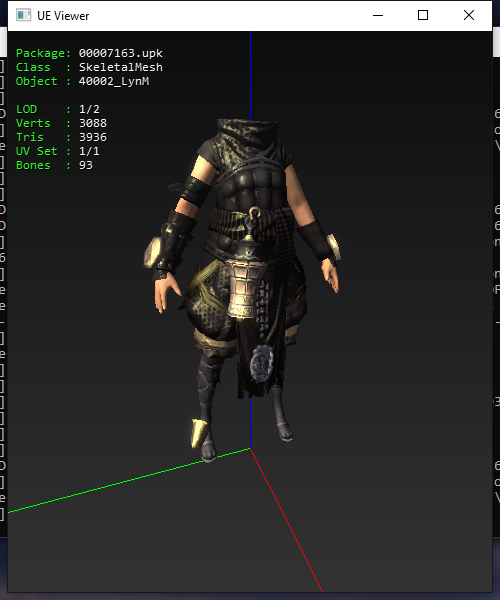 UE Viewer
Package: 00007163.upk
Class : SkeletalMesh
Object : 40002_LynM
LOD : 1/2
Verts : 3088
Tris : 3936
UV Set : 1/1
Bones : 93